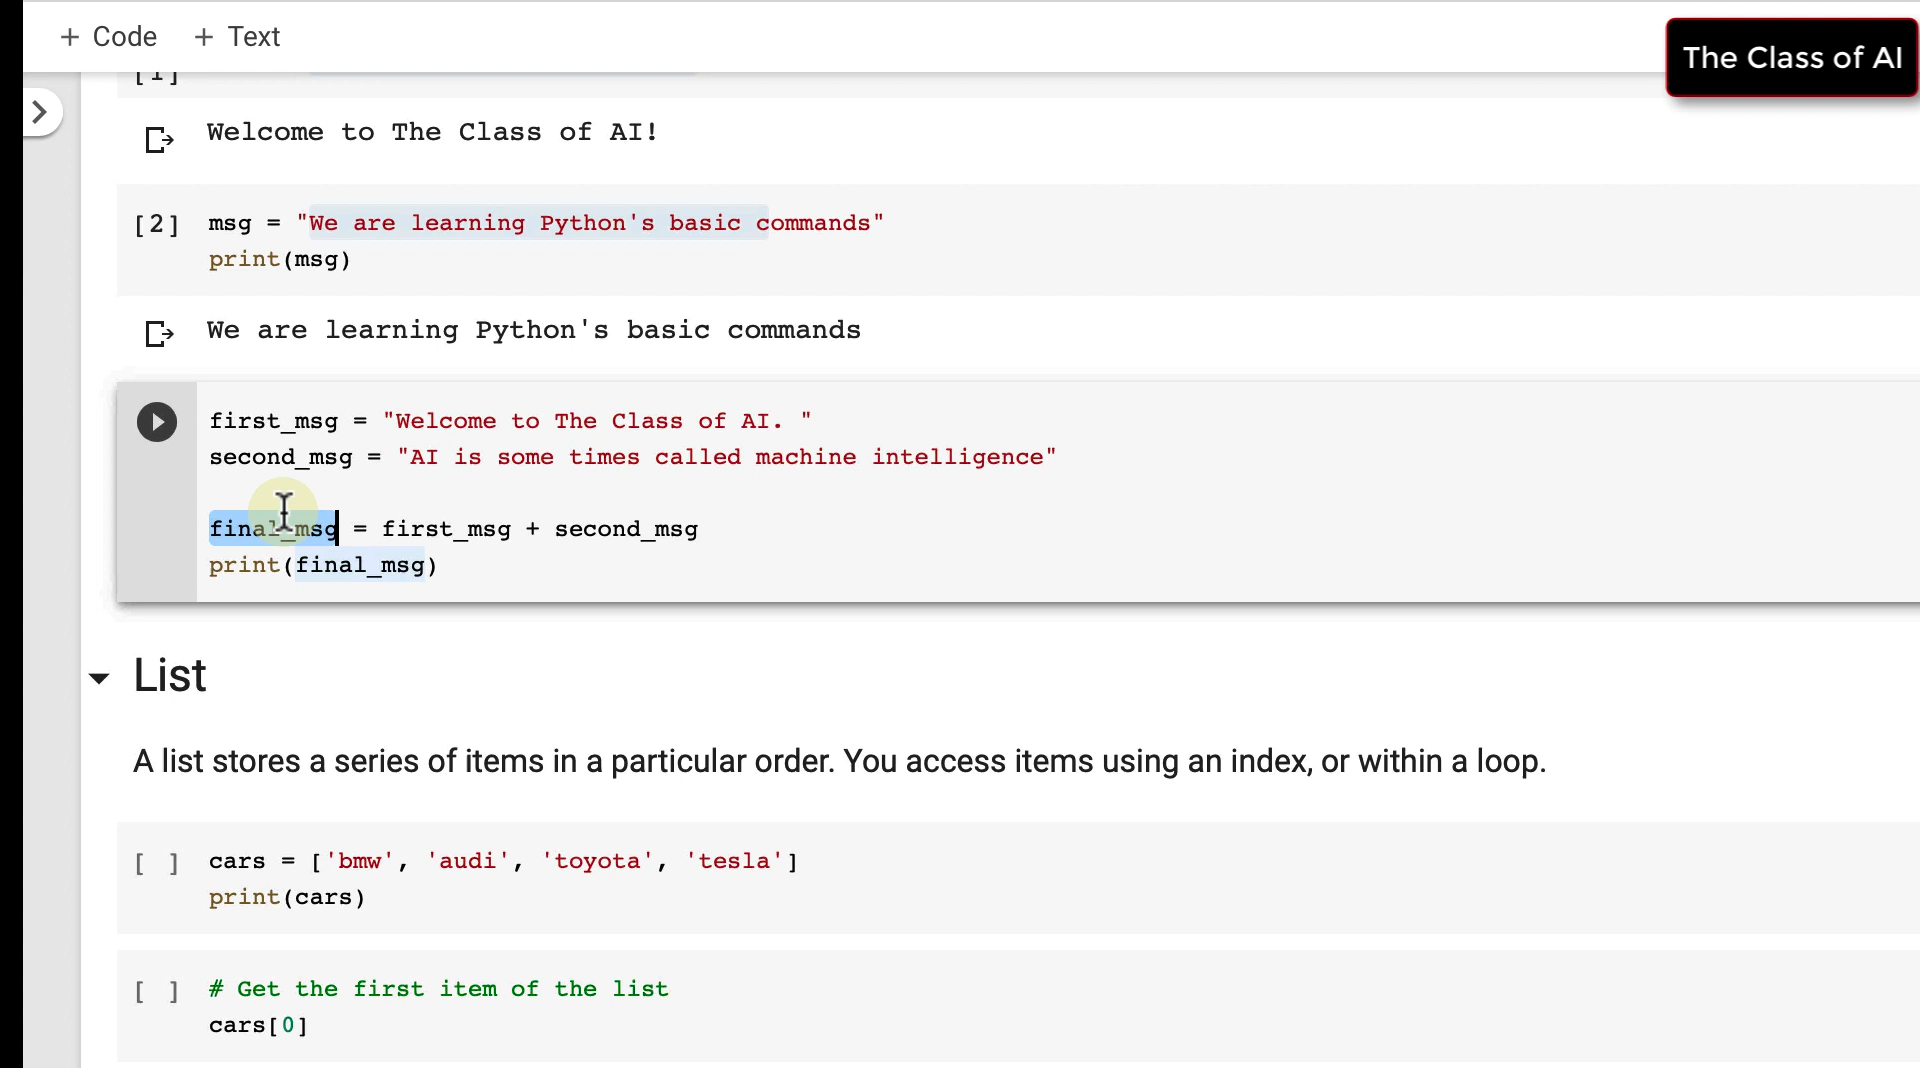 + Code + Text
The Class of AI
[1]
Welcome to The Class of AI!
[2] msg = "We are learning Python's basic commands"
print(msg)
We are learning Python's basic commands
first_msg = "Welcome to The Class of AI. "
second_msg = "AI is some times called machine intelligence"
final_msg = first_msg + second_msg
print(final_msg)
List
A list stores a series of items in a particular order. You access items using an index, or within a loop.
[ ] cars = ['bmw', 'audi', 'toyota', 'tesla']
print(cars)
[ ] # Get the first item of the list
cars[0]